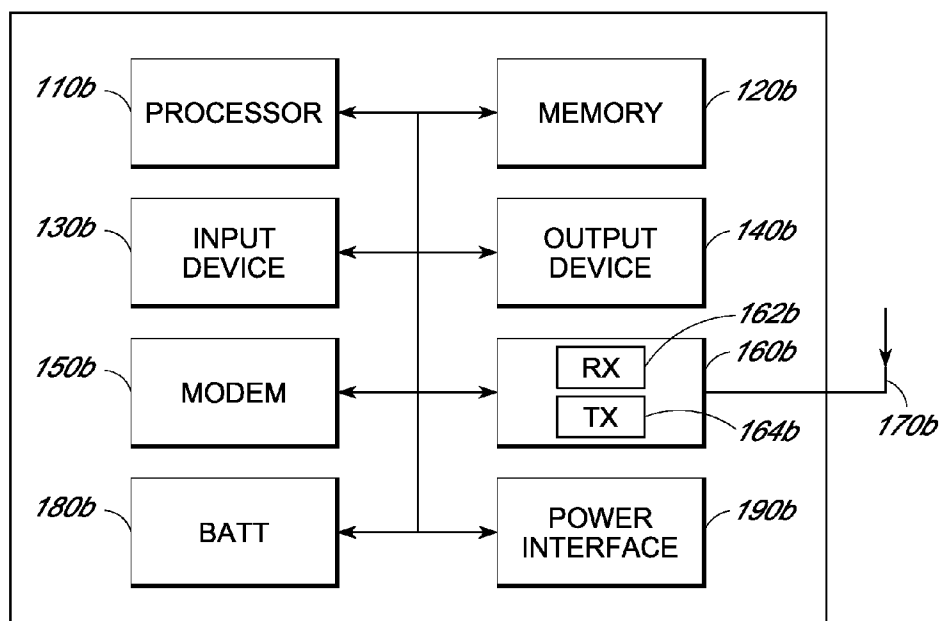 110b
PROCESSOR
MEMORY
120b
130b
INPUT
DEVICE
OUTPUT
DEVICE
140b
162b
150b
MODEM
RX
160b
TX
164b
170b
180b
BATT
POWER
INTERFACE
190b